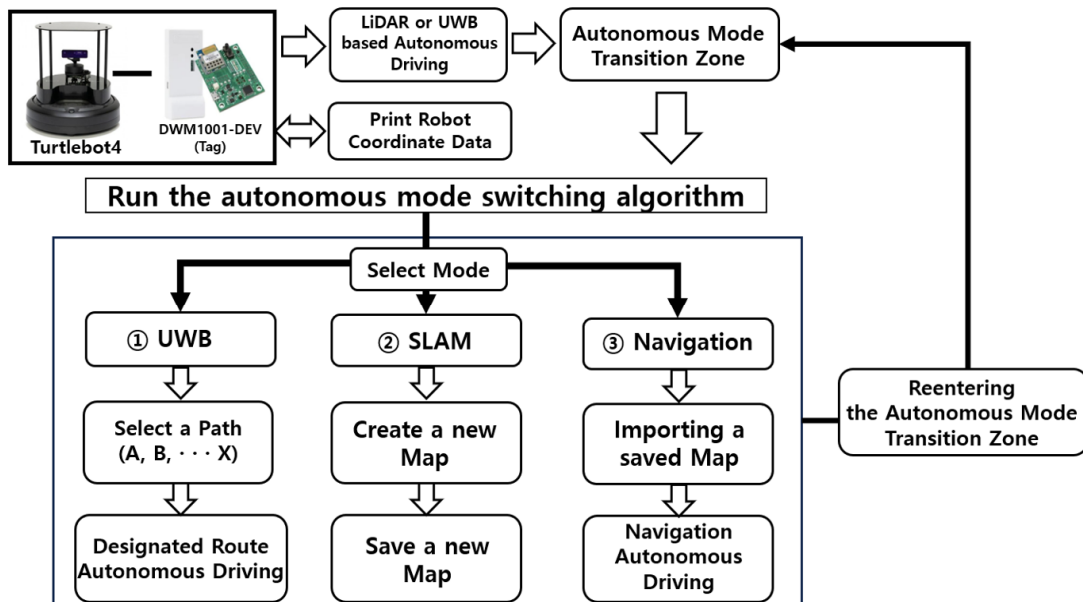 Turtlebot4
DWM1001-DEV
(Tag)
LiDAR or UWB
based Autonomous
Driving
Autonomous Mode
Transition Zone
Print Robot
Coordinate Data
Run the autonomous mode switching algorithm
Select Mode
① UWB
② SLAM
③ Navigation
Select a Path
(A, B, · · · X)
Create a new
Map
Importing a
saved Map
Reentering
the Autonomous Mode
Transition Zone
Designated Route
Autonomous Driving
Save a new
Map
Navigation
Autonomous
Driving